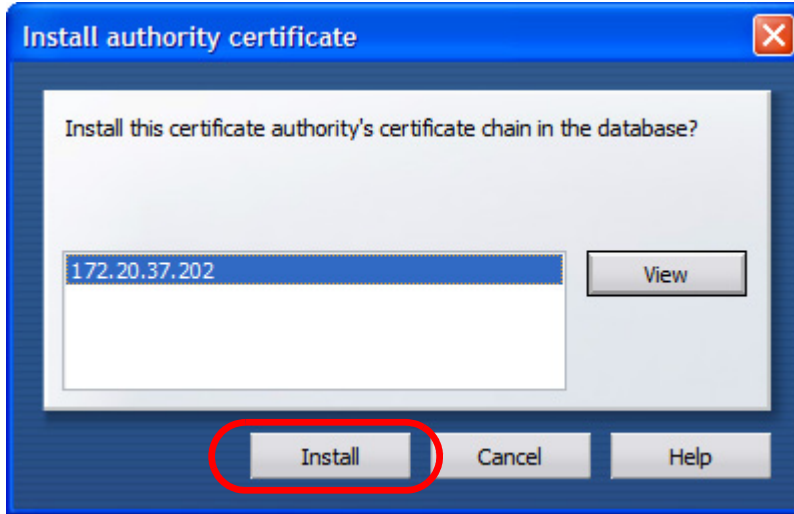 Install authority certificate
Install this certificate authority's certificate chain in the database?
172.20.37.202
View
Install Cancel Help